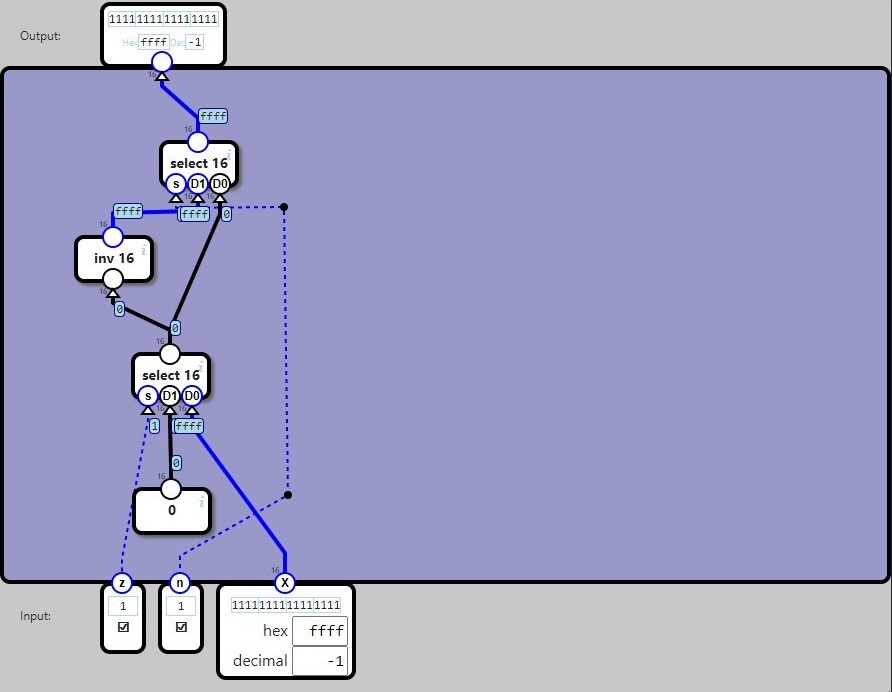 1111 1111 1111 1111
Output:
Hex ffff Dec -1
16
ffff
16
select 16 i
s D1 D0
16 16
ffff ffff 0
16
inv 16 i
16
0
0
16
select 16 i
s D1 D0
16 16
1 ffff
0
16
0 i
16
z n X
1 1 1111 1111 1111 1111
Input:
hex ffff
decimal -1